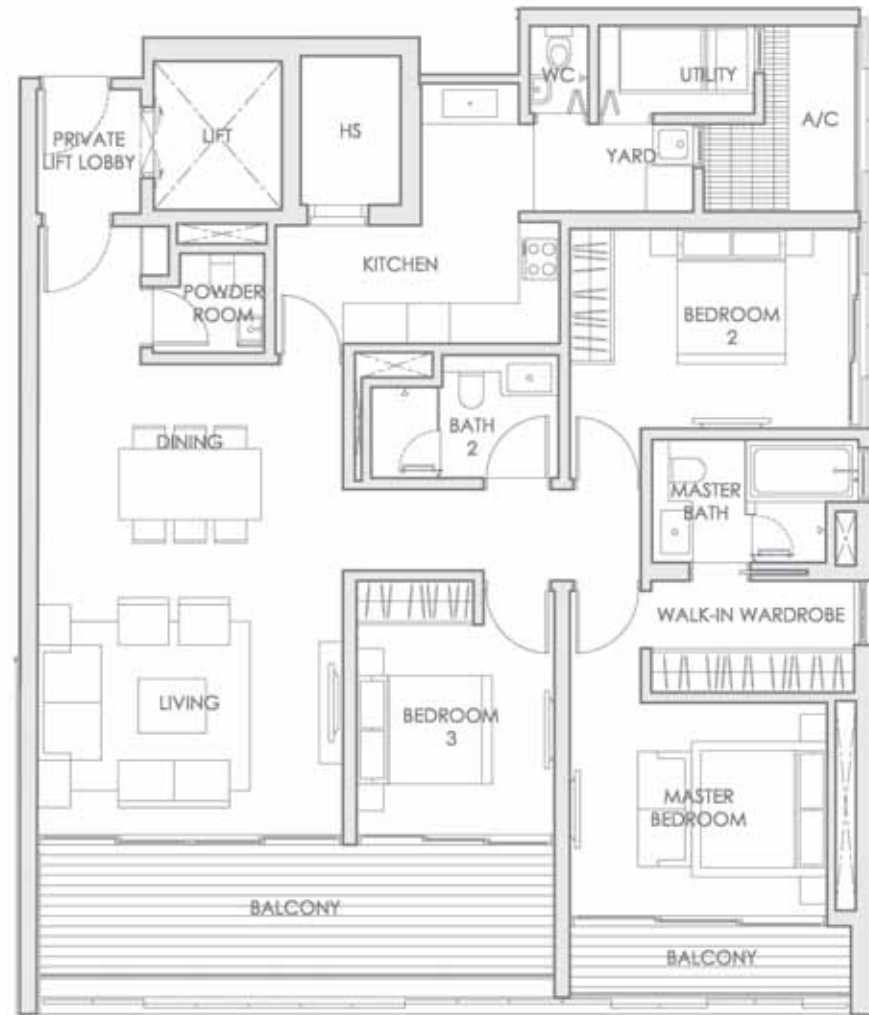 WC
UTILITY
A/C
PRIVATE
LIFT LOBBY
LIFT
HS
YARD
KITCHEN
POWDER
ROOM
BEDROOM
2
DINING
BATH
2
MASTER
BATH
WALK-IN WARDROBE
LIVING
BEDROOM
3
MASTER
BEDROOM
BALCONY
BALCONY